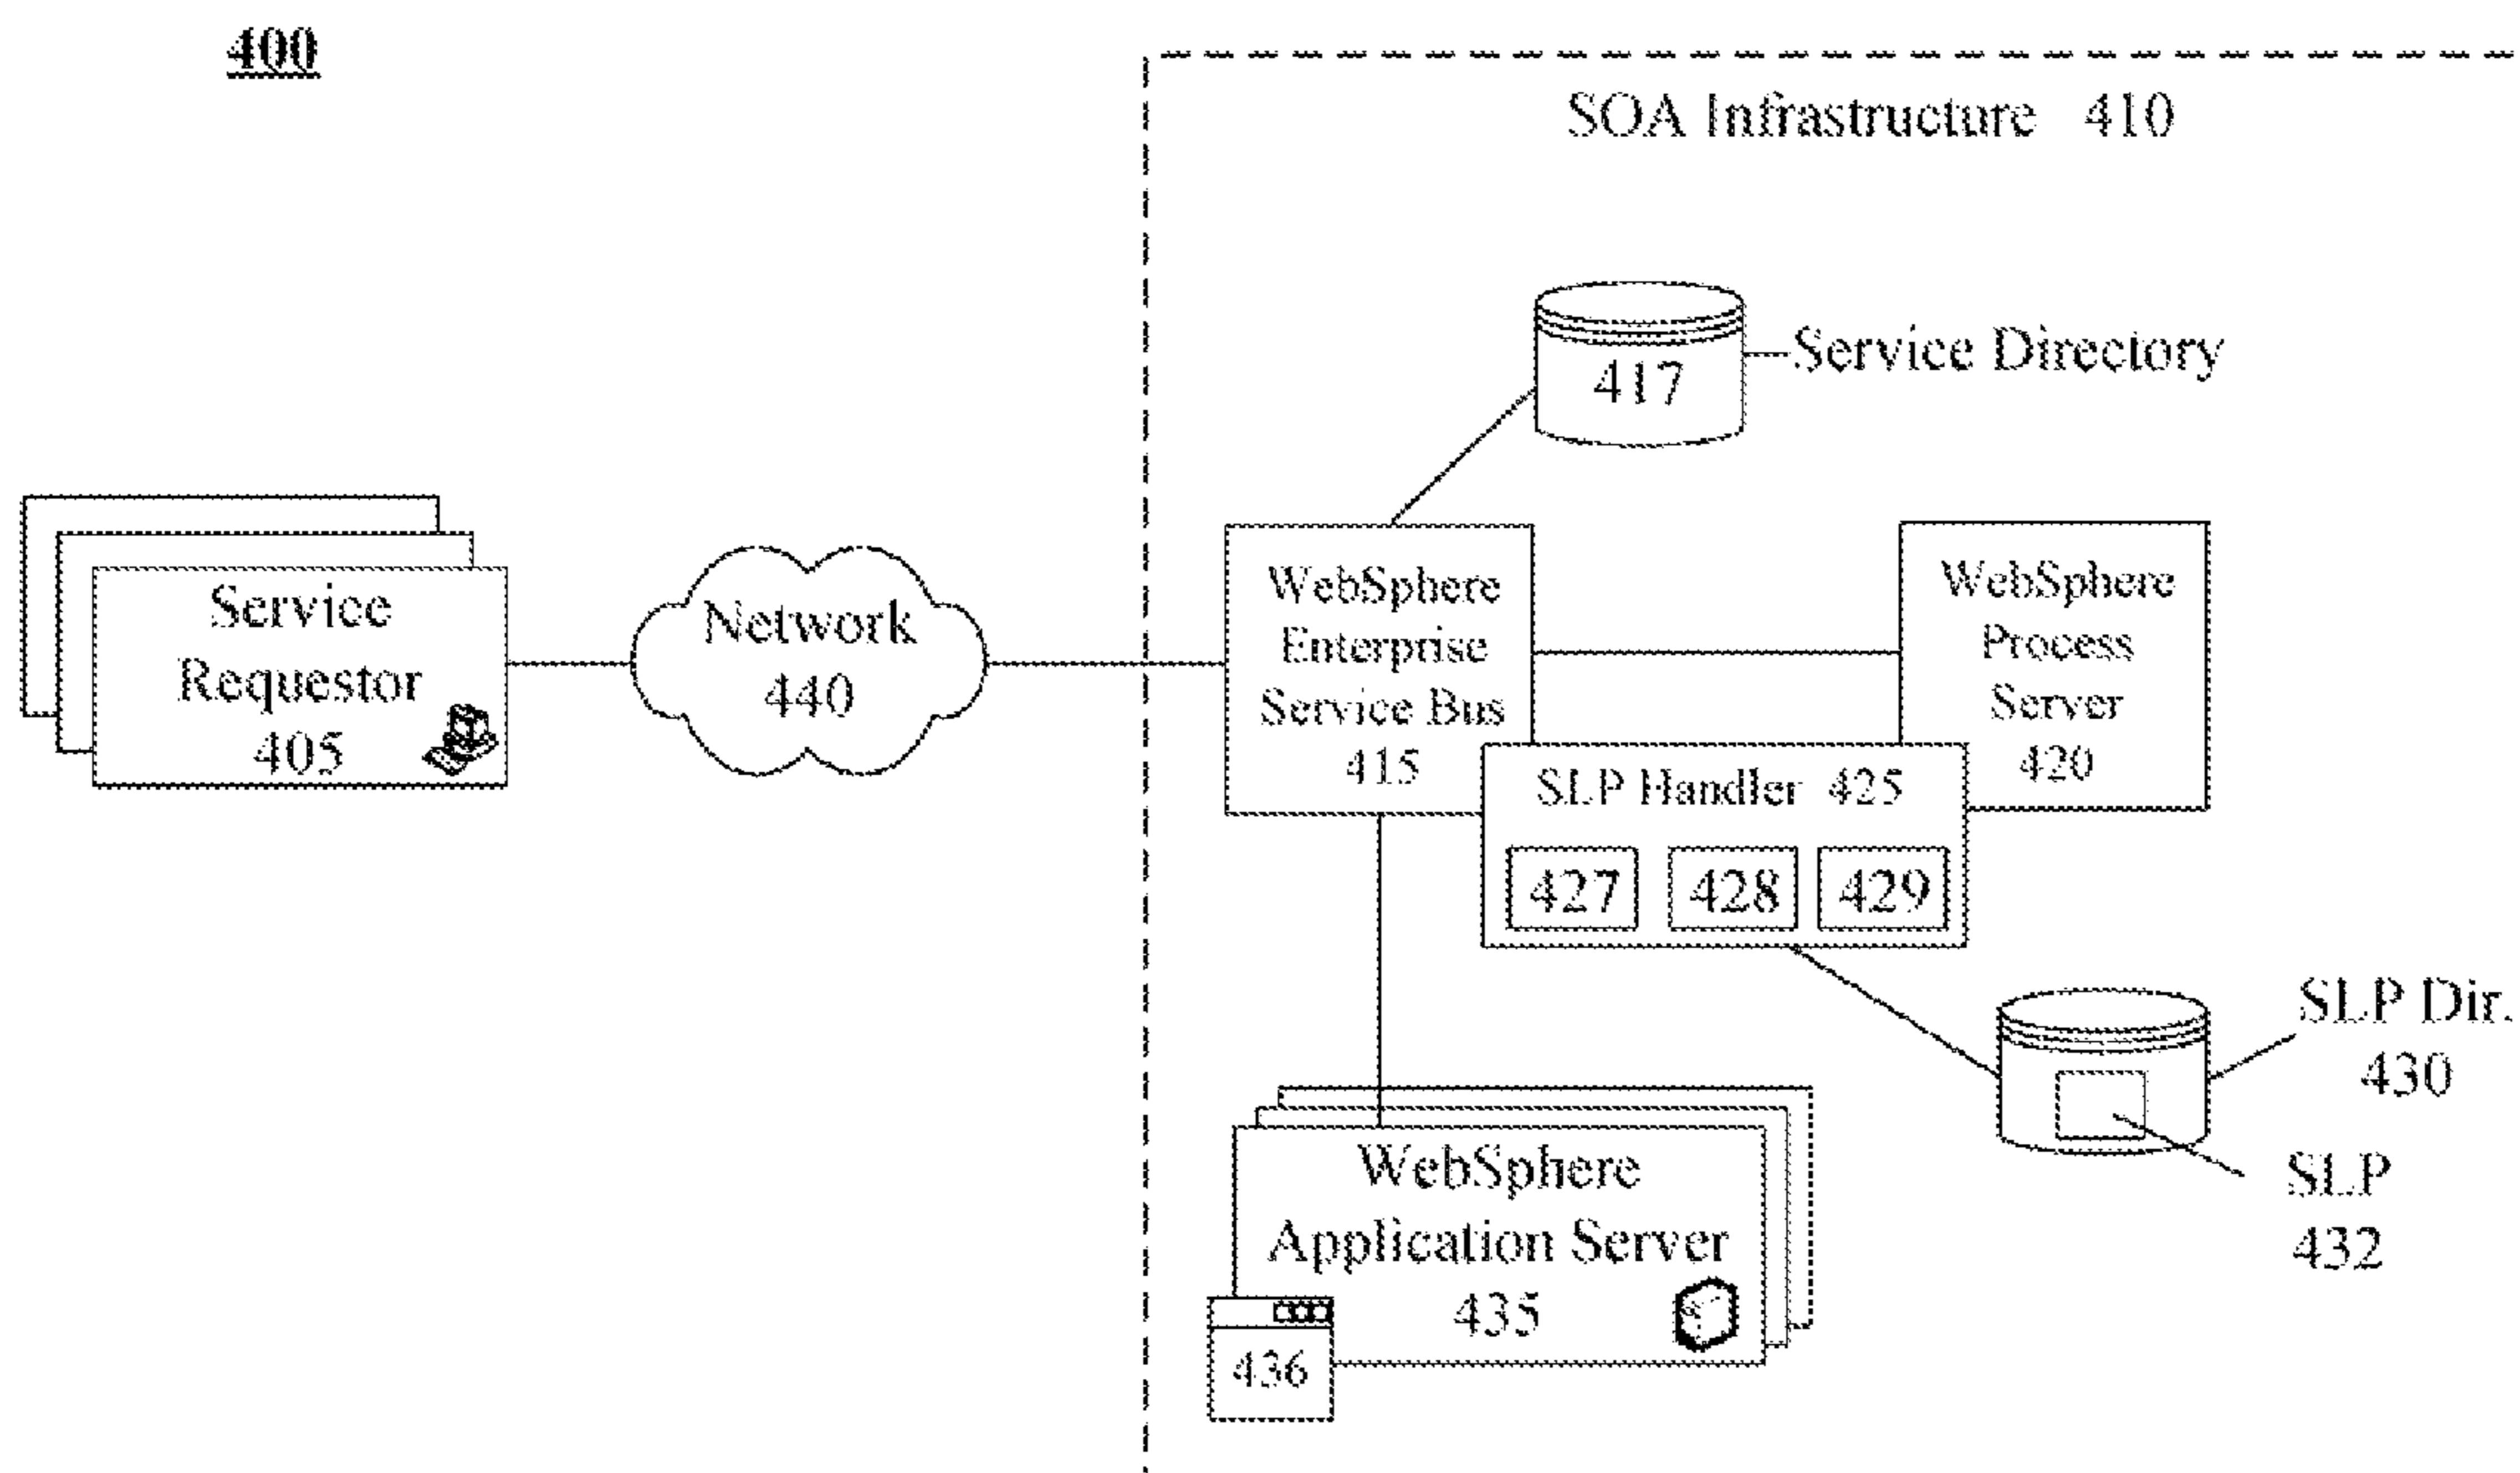 400
SOA Infrastructure 410
417
Service Directory
Service
Requestor
405
Network
440
WebSphere
Enterprise
Service Bus
415
WebSphere
Process
Server
420
SLP Handler 425
427 428 429
SLP Dir.
430
SLP
432
WebSphere
Application Server
435
436